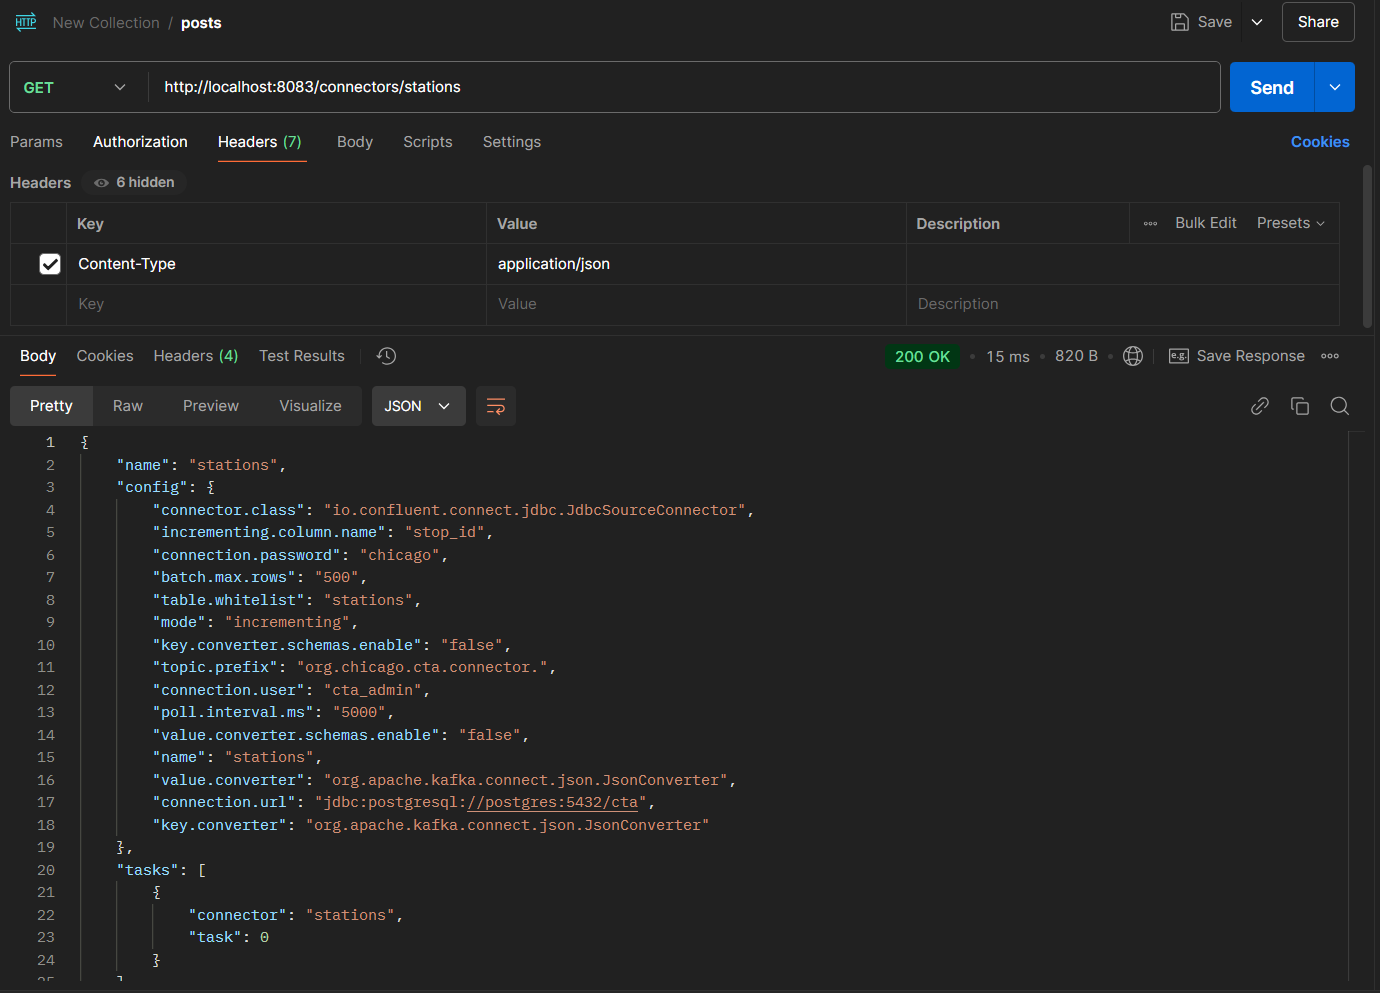 HTTP New Collection / posts Save Share
GET http://localhost:8083/connectors/stations Send
Params Authorization Headers (7) Body Scripts Settings Cookies
Headers 6 hidden
Key Value Description Bulk Edit Presets
Content-Type application/json
Key Value Description
Body Cookies Headers (4) Test Results 200 OK 15 ms 820 B e.g. Save Response
Pretty Raw Preview Visualize JSON
1 {
2 "name": "stations",
3 "config": {
4 "connector.class": "io.confluent.connect.jdbc.JdbcSourceConnector",
5 "incrementing.column.name": "stop_id",
6 "connection.password": "chicago",
7 "batch.max.rows": "500",
8 "table.whitelist": "stations",
9 "mode": "incrementing",
10 "key.converter.schemas.enable": "false",
11 "topic.prefix": "org.chicago.cta.connector.",
12 "connection.user": "cta_admin",
13 "poll.interval.ms": "5000",
14 "value.converter.schemas.enable": "false",
15 "name": "stations",
16 "value.converter": "org.apache.kafka.connect.json.JsonConverter",
17 "connection.url": "jdbc:postgresql://postgres:5432/cta",
18 "key.converter": "org.apache.kafka.connect.json.JsonConverter"
19 },
20 "tasks": [
21 {
22 "connector": "stations",
23 "task": 0
24 }